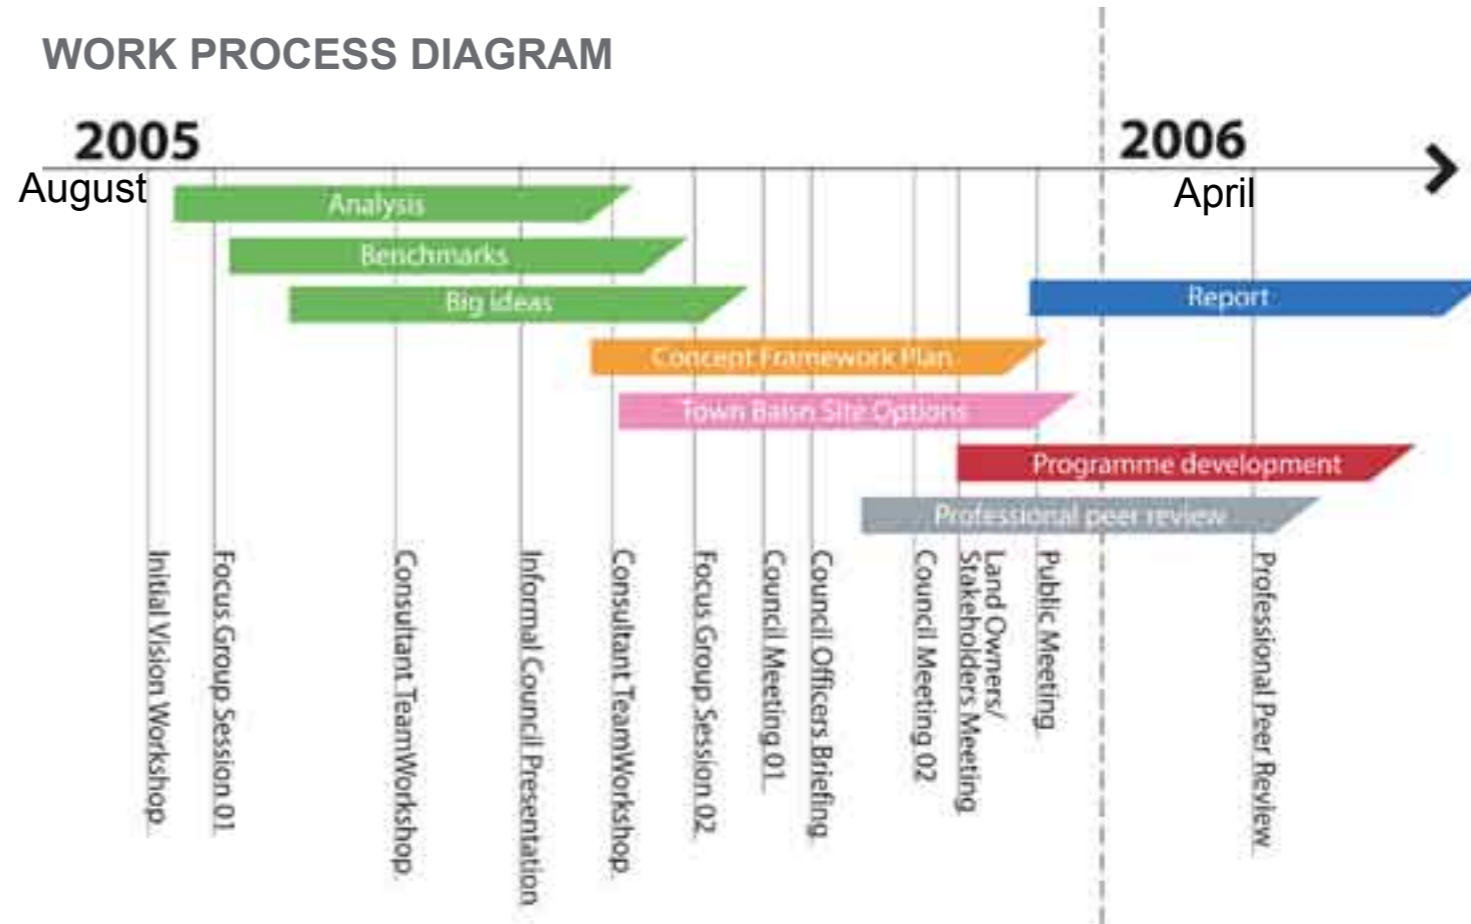 WORK PROCESS DIAGRAM
2005
2006
August
April
Analysis
Benchmarks
Big ideas
Report
Concept Framework Plan
Town Baisn Site Options
Programme development
Professional peer review
Initial Vision Workshop
Focus Group Session 01
Consultant TeamWorkshop
Informal Council Presentation
Consultant TeamWorkshop
Focus Group Session 02
Council Meeting 01
Council Officers Briefing
Council Meeting 02
Land Owners/
Stakeholders Meeting
Public Meeting
Professional Peer Review